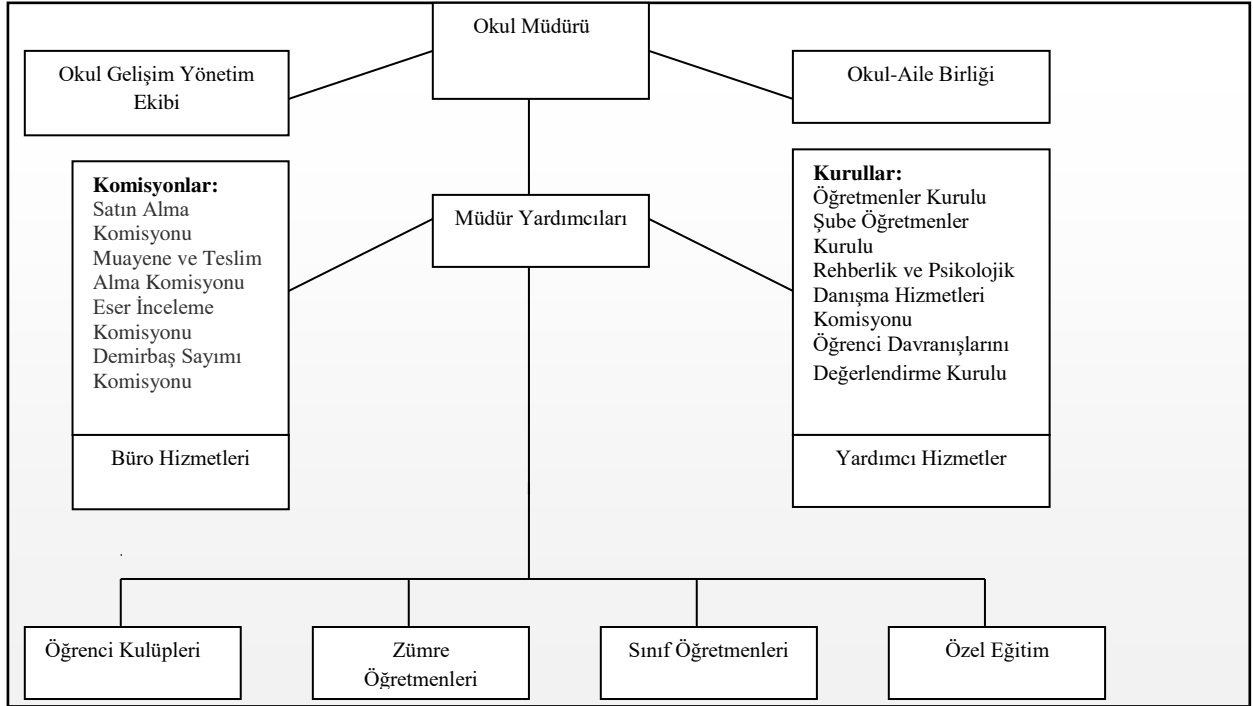 Okul Müdürü
Okul Gelişim Yönetim
Ekibi
Okul-Aile Birliği
Komisyonlar:
Satın Alma
Komisyonu
Muayene ve Teslim
Alma Komisyonu
Eser İnceleme
Komisyonu
Demirbaş Sayımı
Komisyonu
Müdür Yardımcıları
Kurullar:
Öğretmenler Kurulu
Şube Öğretmenler
Kurulu
Rehberlik ve Psikolojik
Danışma Hizmetleri
Komisyonu
Öğrenci Davranışlarını
Değerlendirme Kurulu
Büro Hizmetleri
Yardımcı Hizmetler
Öğrenci Kulüpleri
Zümre
Öğretmenleri
Sınıf Öğretmenleri
Özel Eğitim